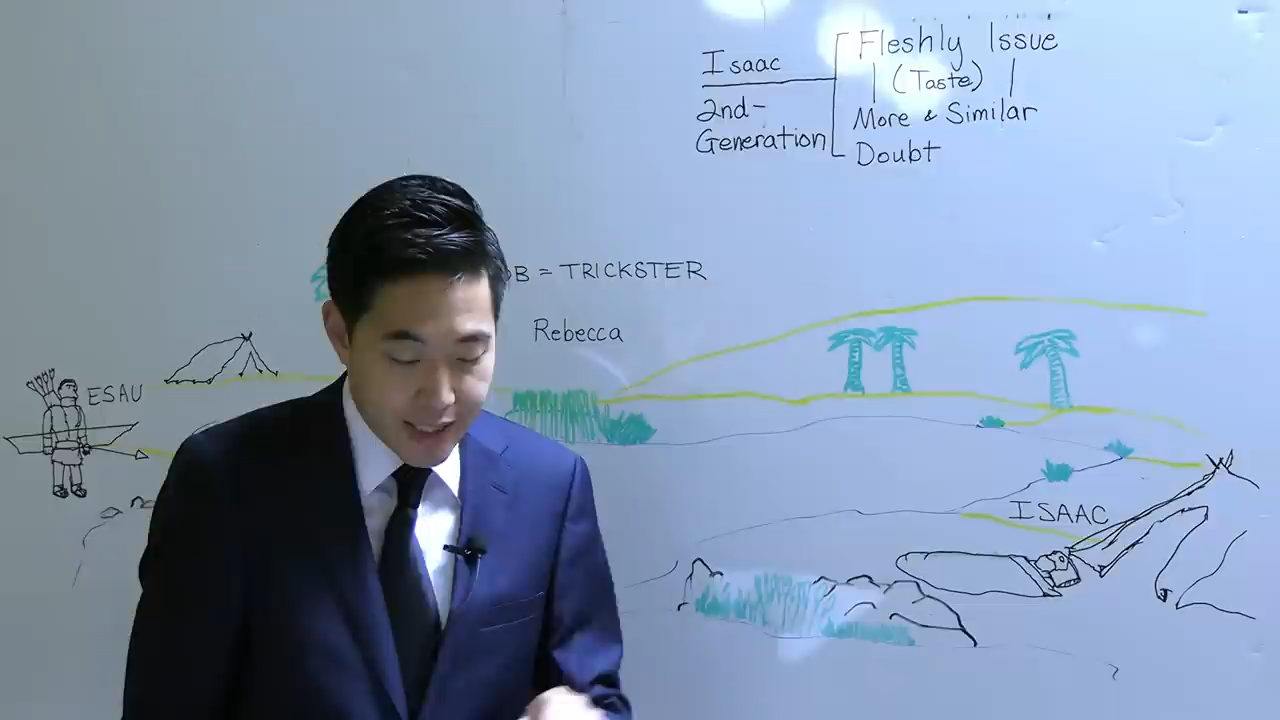 Isaac
2nd-
Generation
Fleshly Issue
(Taste)
More & Similar
Doubt
B = TRICKSTER
Rebecca
ESAU
ISAAC